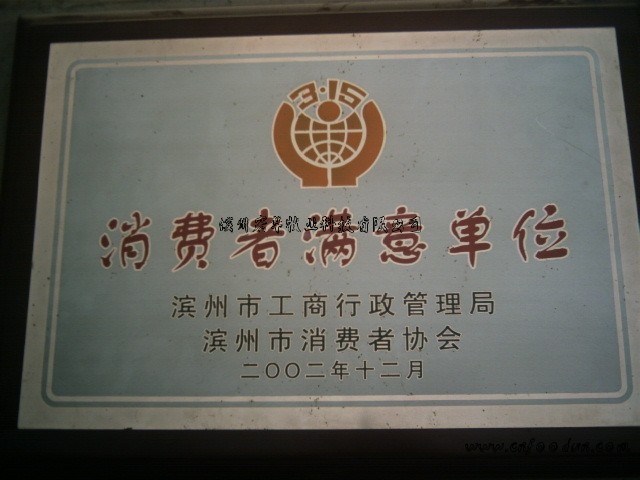 3·15
消费者满意单位
滨州市工商行政管理局
滨州市消费者协会
二〇〇二年十二月